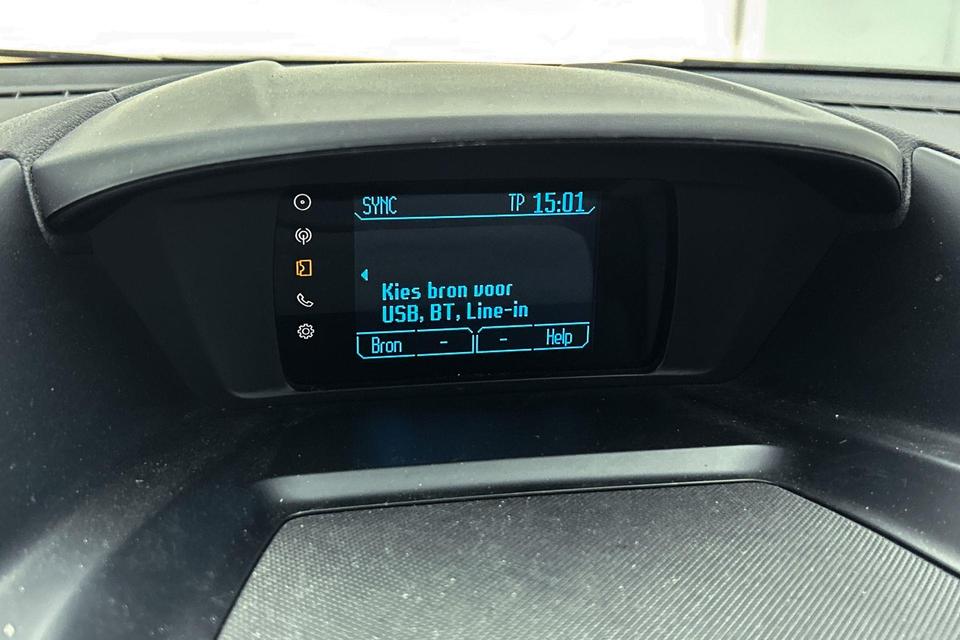 SYNC TP 15:01
Kies bron voor
USB, BT, Line-in
Bron - - Help